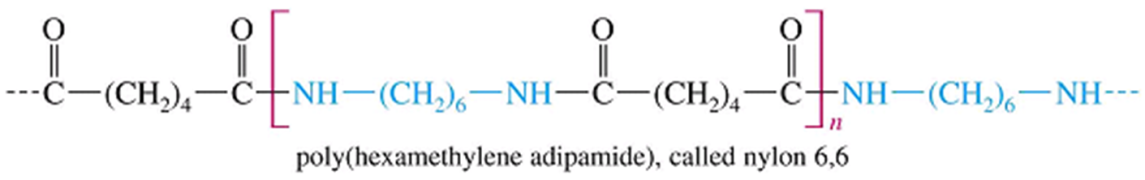 O O O O
---C—(CH₂)₄—C—[NH—(CH₂)₆—NH—C—(CH₂)₄—C]ₙ—NH—(CH₂)₆—NH---
poly(hexamethylene adipamide), called nylon 6,6